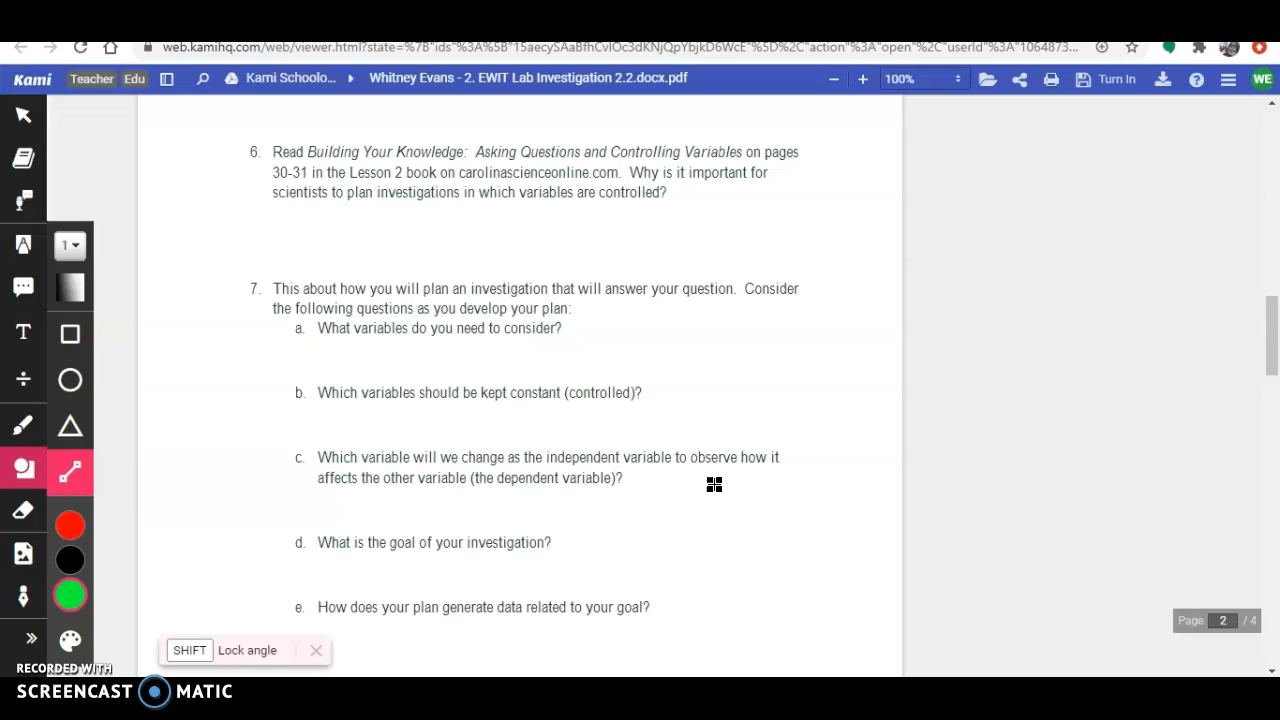 web.kamihq.com/web/viewer.html?state=%7B"ids"%3A%5B"15aecySAaBfhCvlOc3dKNjQpYbjkD6WcE"%5D%2C"action"%3A"open"%2C"userId"%3A"1064873...
Kami Teacher Edu Kami Schoolo... Whitney Evans - 2. EWIT Lab Investigation 2.2.docx.pdf 100% Turn In WE
6. Read Building Your Knowledge: Asking Questions and Controlling Variables on pages
30-31 in the Lesson 2 book on carolinascienceonline.com. Why is it important for
scientists to plan investigations in which variables are controlled?
1
7. This about how you will plan an investigation that will answer your question. Consider
the following questions as you develop your plan:
a. What variables do you need to consider?
b. Which variables should be kept constant (controlled)?
c. Which variable will we change as the independent variable to observe how it
affects the other variable (the dependent variable)?
d. What is the goal of your investigation?
e. How does your plan generate data related to your goal?
Page 2 / 4
SHIFT Lock angle
RECORDED WITH
SCREENCAST MATIC